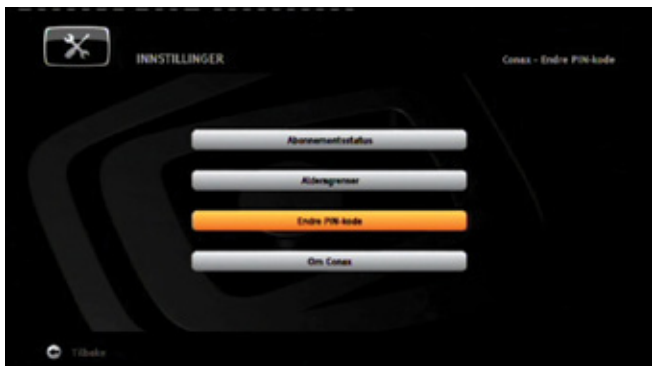 INNSTILLINGER
Conax - Endre PIN-kode
Abonnementsstatus
Aldersgrenser
Endre PIN-kode
Om Conax
Tilbake